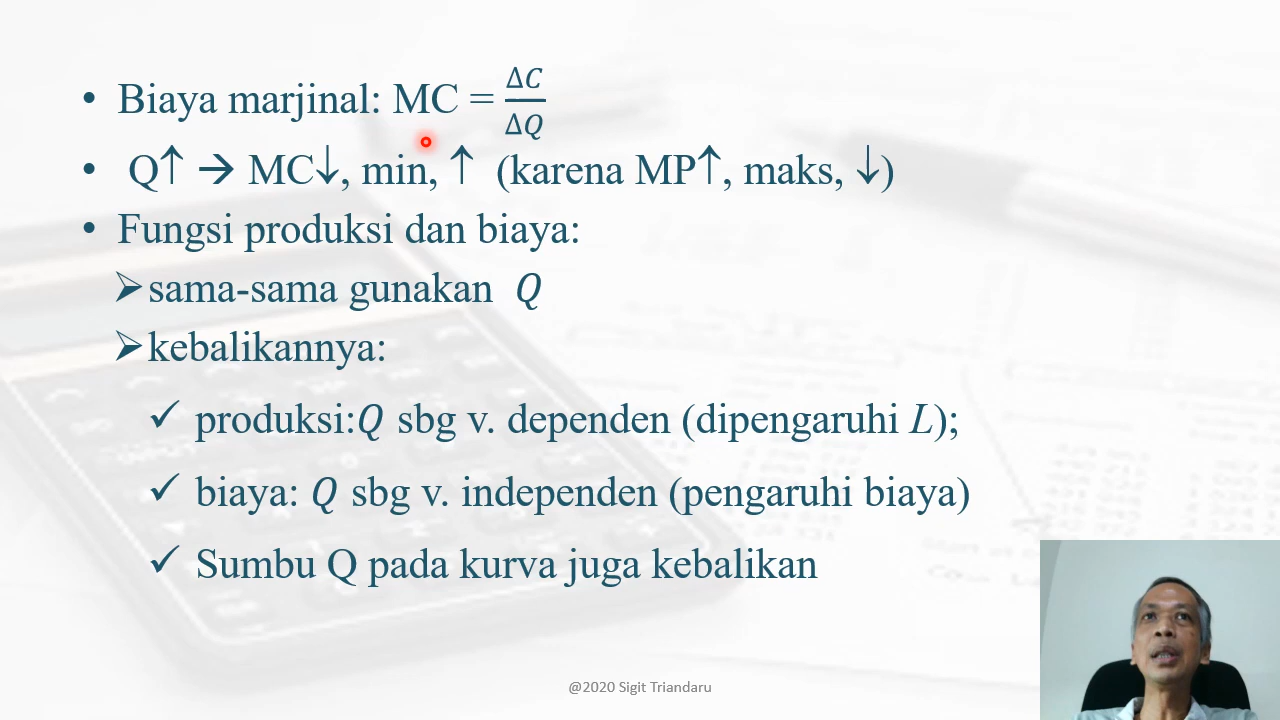 • Biaya marjinal: MC = ΔC/ΔQ
• Q↑ → MC↓, min, ↑ (karena MP↑, maks, ↓)
• Fungsi produksi dan biaya:
➢sama-sama gunakan Q
➢kebalikannya:
✓ produksi:Q sbg v. dependen (dipengaruhi L);
✓ biaya: Q sbg v. independen (pengaruhi biaya)
✓ Sumbu Q pada kurva juga kebalikan
@2020 Sigit Triandaru